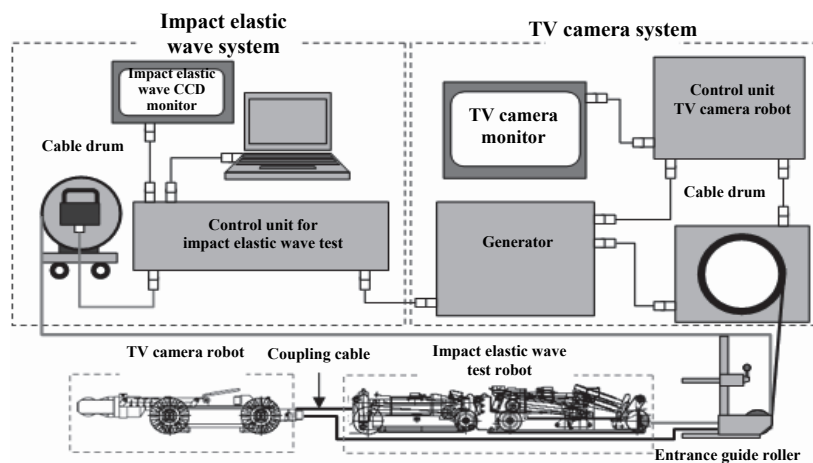 Impact elastic
wave system
TV camera system
Impact elastic
wave CCD
monitor
Cable drum
TV camera
monitor
Control unit
TV camera robot
Cable drum
Control unit for
impact elastic wave test
Generator
TV camera robot
Coupling cable
Impact elastic wave
test robot
Entrance guide roller